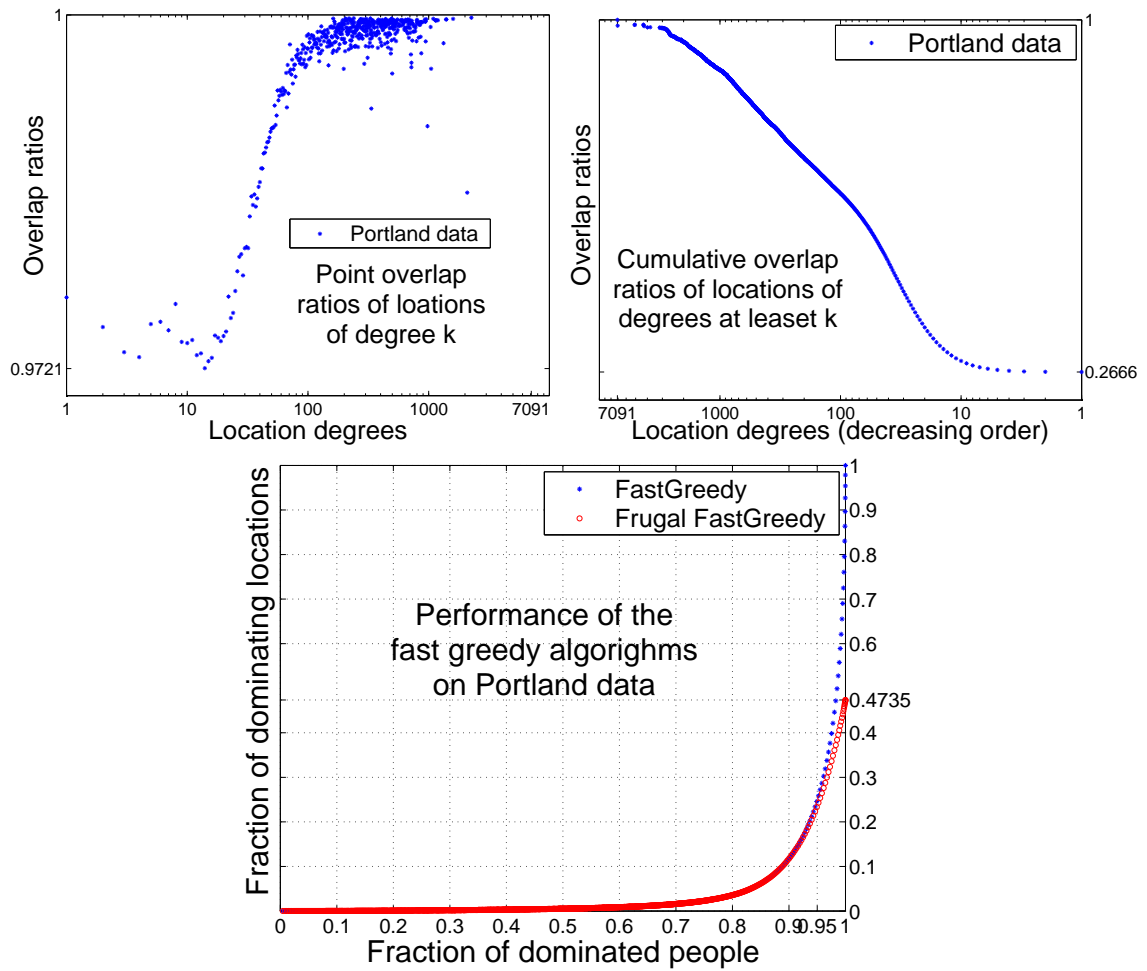 1
Overlap ratios
0.9721
Portland data
Point overlap
ratios of loations
of degree k
1 10 100 1000 7091
Location degrees
1
Portland data
Overlap ratios
Cumulative overlap
ratios of locations of
degrees at leaset k
0.2666
7091 1000 100 10 1
Location degrees (decreasing order)
Fraction of dominating locations
FastGreedy
Frugal FastGreedy
Performance of the
fast greedy algorighms
on Portland data
1
0.9
0.8
0.7
0.6
0.4735
0.4
0.3
0.2
0.1
0
0 0.1 0.2 0.3 0.4 0.5 0.6 0.7 0.8 0.9 0.95 1
Fraction of dominated people